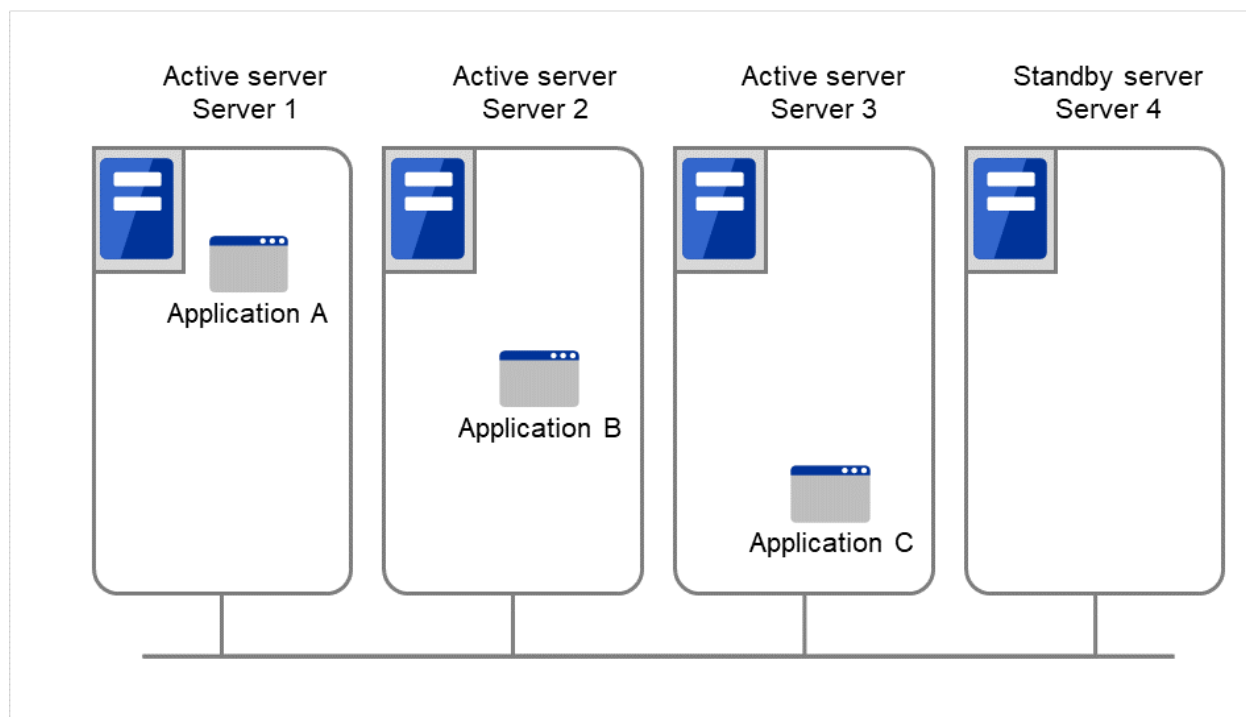 Active server
Server 1
Active server
Server 2
Active server
Server 3
Standby server
Server 4
Application A
Application B
Application C